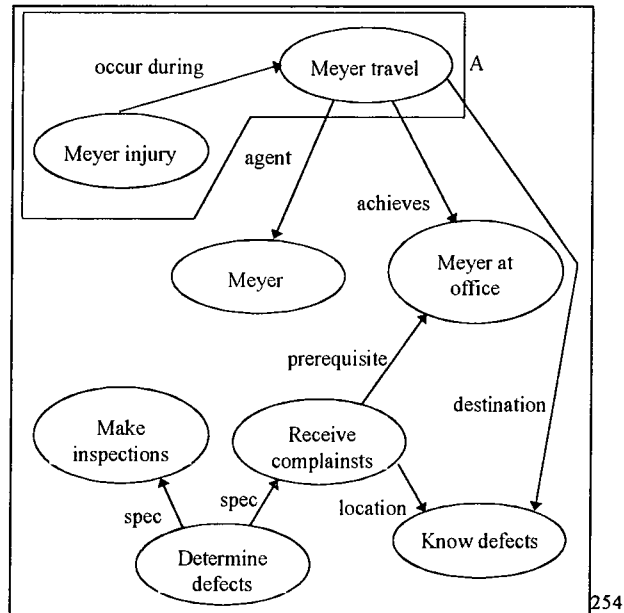 occur during
Meyer travel
A
Meyer injury
agent
achieves
Meyer
Meyer at
office
prerequisite
destination
Make
inspections
Receive
complainsts
spec
spec
location
Determine
defects
Know defects
254